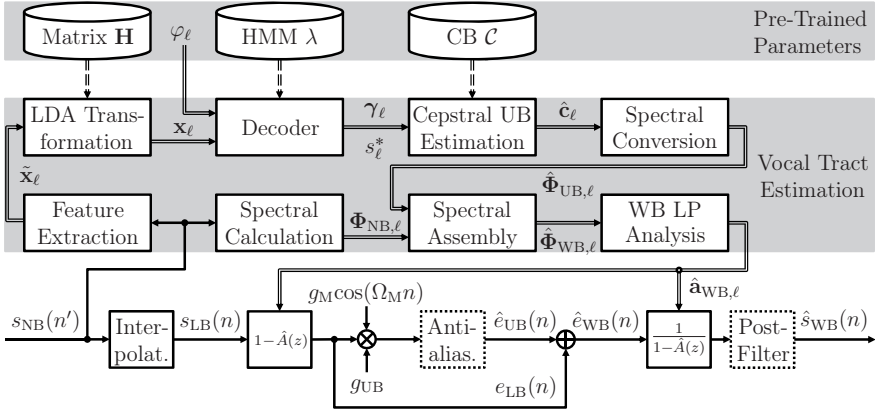 Matrix H
φ_ℓ
HMM λ
CB 𝒞
Pre-Trained
Parameters
LDA Trans-
formation
x_ℓ
Decoder
γ_ℓ
s*_ℓ
Cepstral UB
Estimation
ĉ_ℓ
Spectral
Conversion
x̃_ℓ
Φ̂_UB,ℓ
Vocal Tract
Estimation
Feature
Extraction
Spectral
Calculation
Φ_NB,ℓ
Spectral
Assembly
Φ̂_WB,ℓ
WB LP
Analysis
g_M cos(Ω_M n)
â_WB,ℓ
s_NB(n′)
Inter-
polat.
s_LB(n)
1−Â(z)
g_UB
Anti-
alias.
ê_UB(n)
ê_WB(n)
e_LB(n)
1
1−Â(z)
Post-
Filter
ŝ_WB(n)